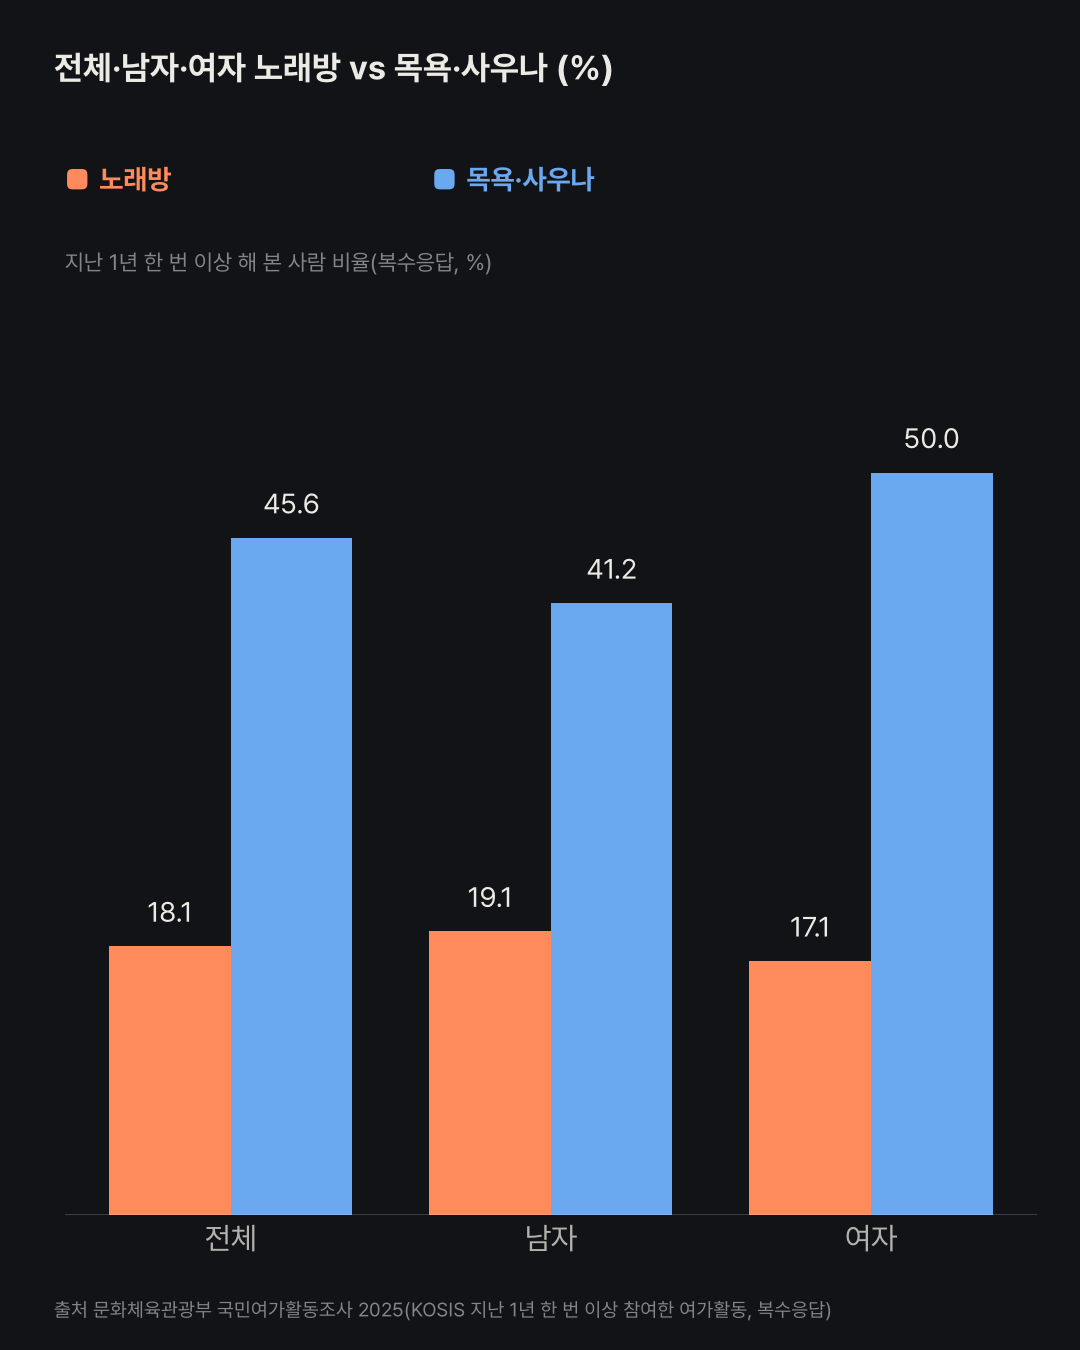 전체·남자·여자 노래방 vs 목욕·사우나 (%)
노래방 목욕·사우나
지난 1년 한 번 이상 해 본 사람 비율(복수응답, %)
50.0
45.6
41.2
19.1
18.1
17.1
전체 남자 여자
출처 문화체육관광부 국민여가활동조사 2025(KOSIS 지난 1년 한 번 이상 참여한 여가활동, 복수응답)